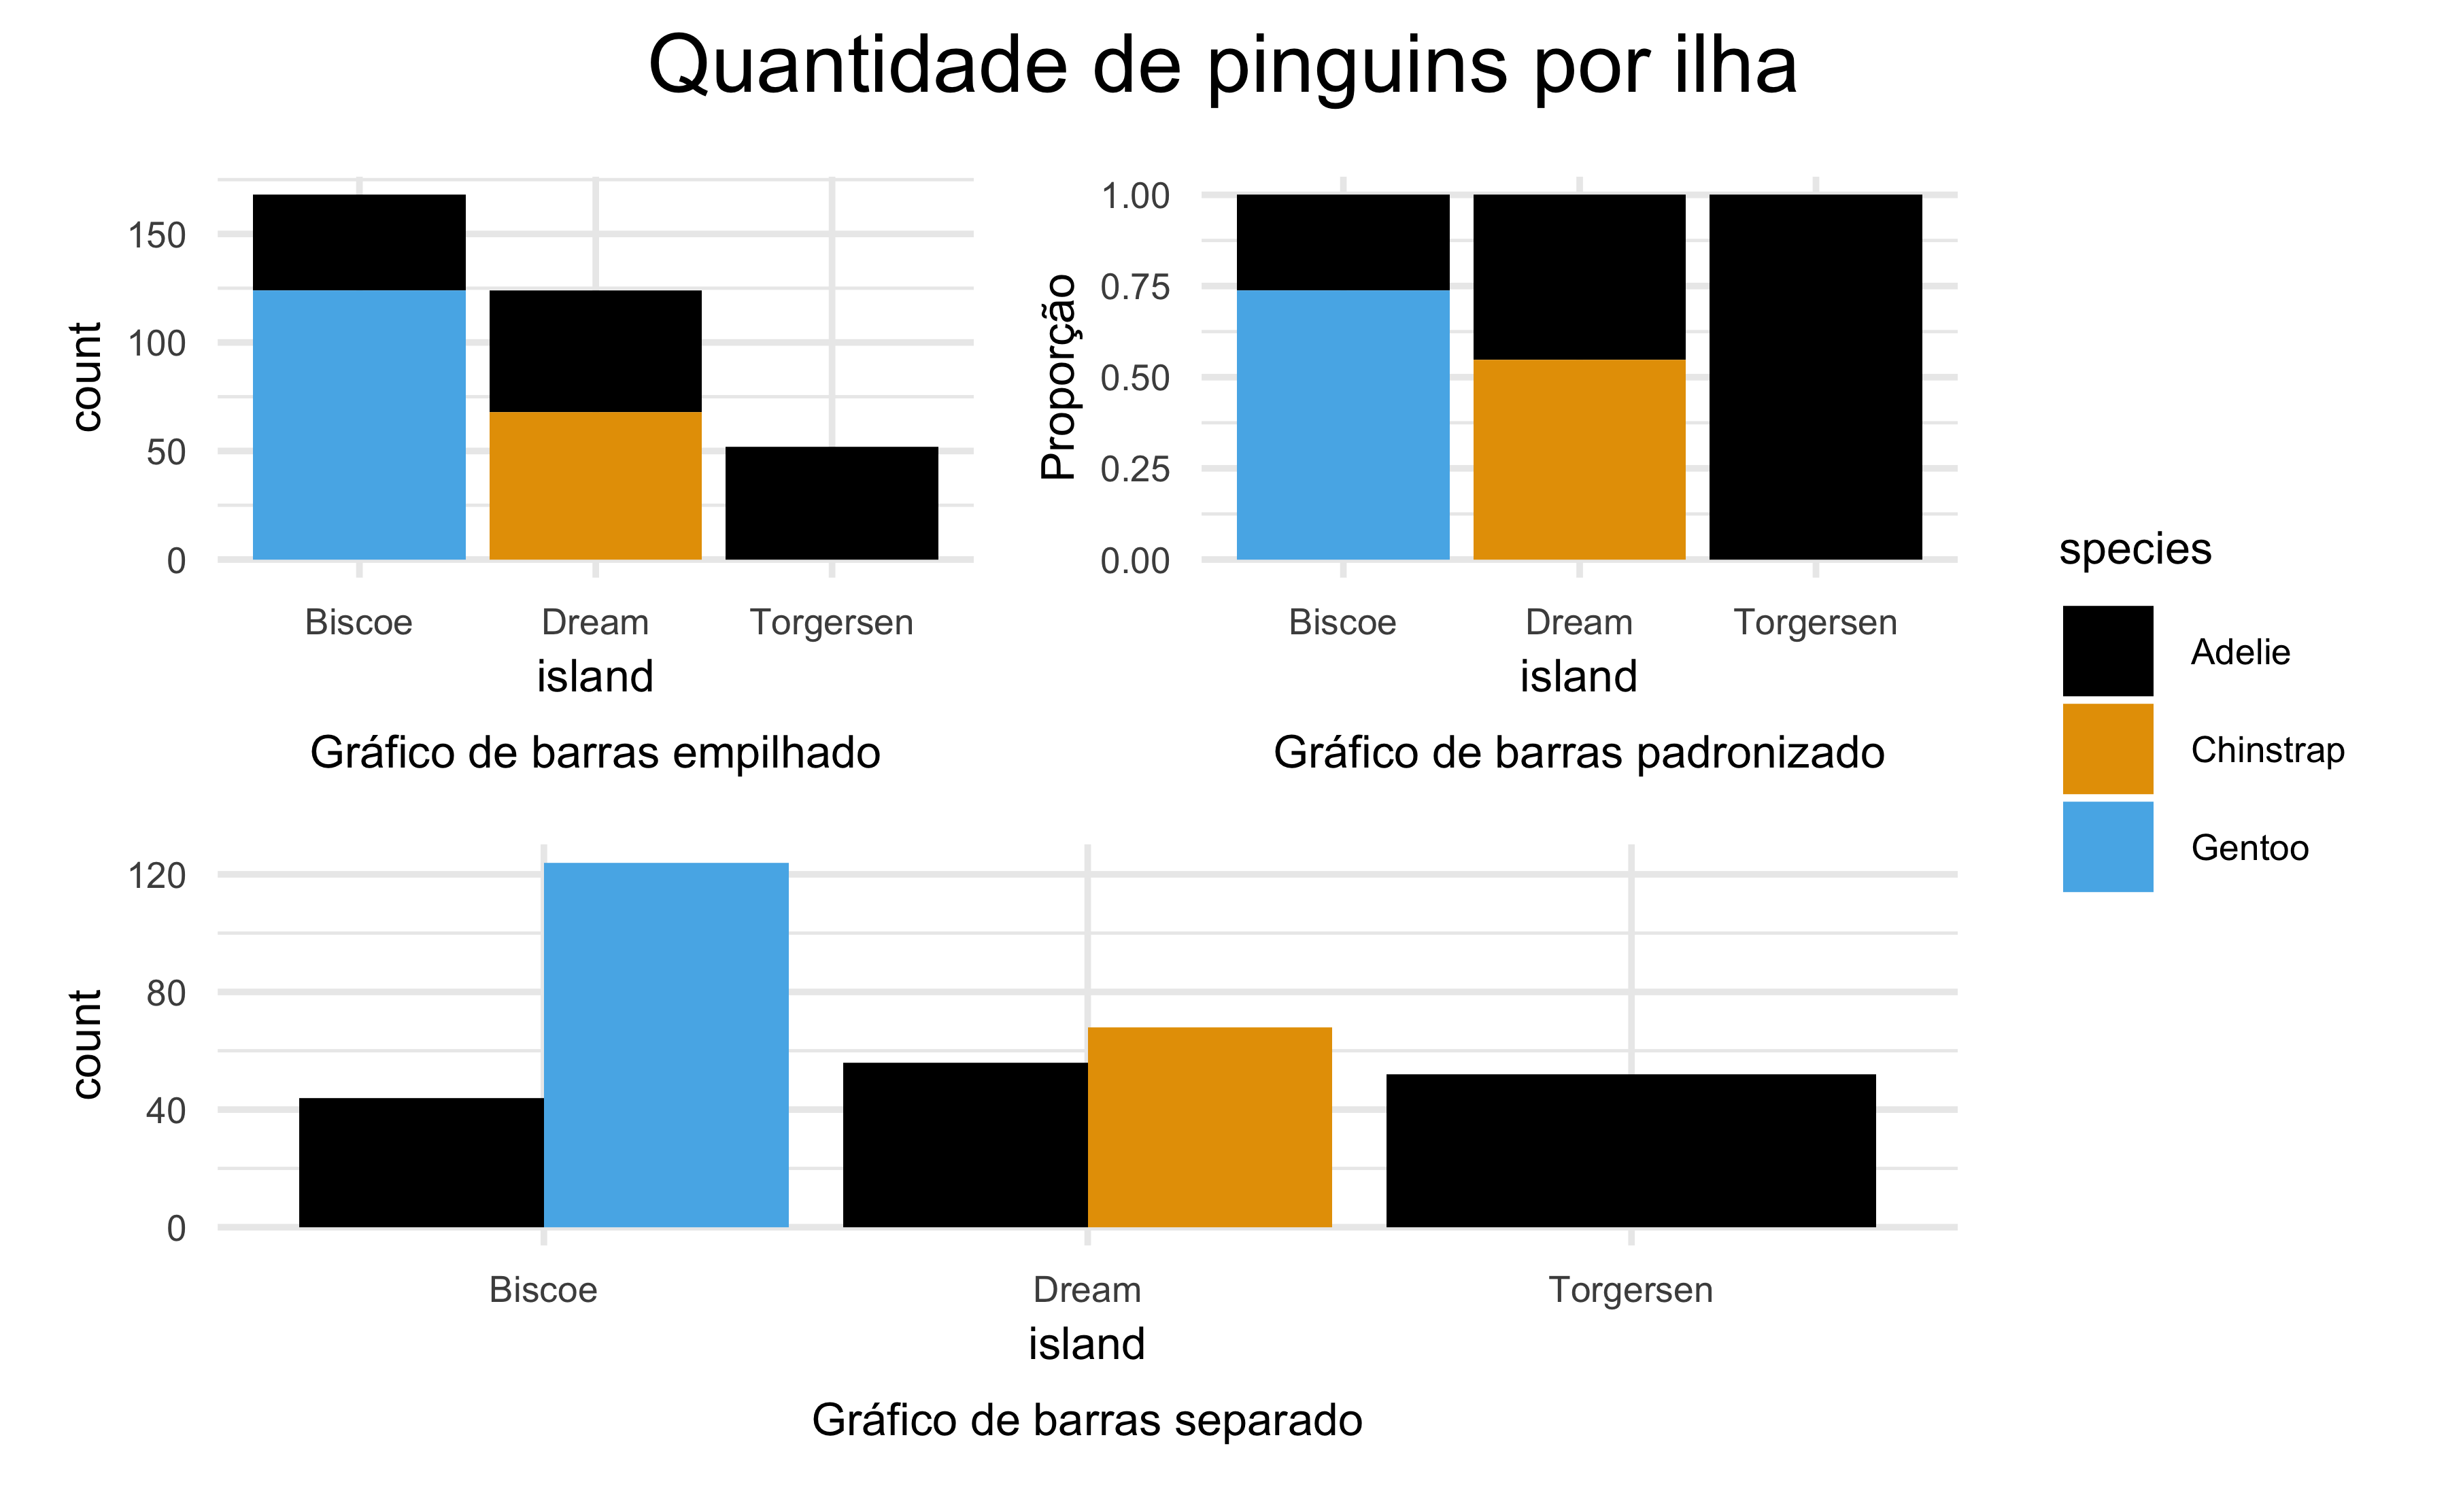 Quantidade de pinguins por ilha
count
150
100
50
0
Biscoe Dream Torgersen
island
Gráfico de barras empilhado
Proporção
1.00
0.75
0.50
0.25
0.00
Biscoe Dream Torgersen
island
Gráfico de barras padronizado
species
Adelie
Chinstrap
Gentoo
count
120
80
40
0
Biscoe Dream Torgersen
island
Gráfico de barras separado